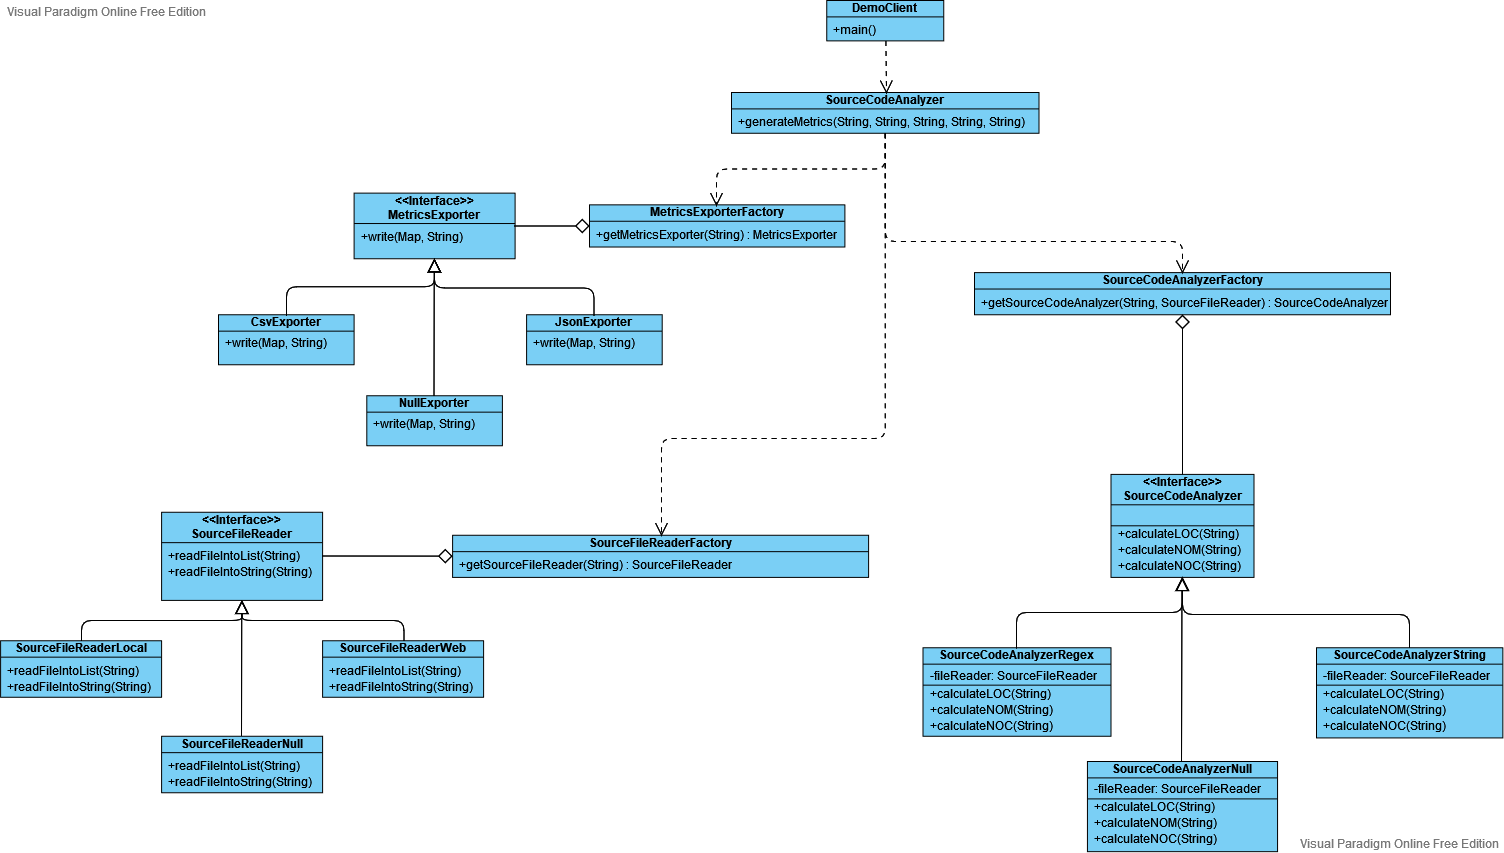 Visual Paradigm Online Free Edition
DemoClient
+main()
SourceCodeAnalyzer
+generateMetrics(String, String, String, String, String)
<<Interface>>
MetricsExporter
+write(Map, String)
MetricsExporterFactory
+getMetricsExporter(String) : MetricsExporter
SourceCodeAnalyzerFactory
+getSourceCodeAnalyzer(String, SourceFileReader) : SourceCodeAnalyzer
CsvExporter
+write(Map, String)
JsonExporter
+write(Map, String)
NullExporter
+write(Map, String)
<<Interface>>
SourceFileReader
+readFileIntoList(String)
+readFileIntoString(String)
SourceFileReaderFactory
+getSourceFileReader(String) : SourceFileReader
<<Interface>>
SourceCodeAnalyzer
+calculateLOC(String)
+calculateNOM(String)
+calculateNOC(String)
SourceFileReaderLocal
+readFileIntoList(String)
+readFileIntoString(String)
SourceFileReaderWeb
+readFileIntoList(String)
+readFileIntoString(String)
SourceFileReaderNull
+readFileIntoList(String)
+readFileIntoString(String)
SourceCodeAnalyzerRegex
-fileReader: SourceFileReader
+calculateLOC(String)
+calculateNOM(String)
+calculateNOC(String)
SourceCodeAnalyzerString
-fileReader: SourceFileReader
+calculateLOC(String)
+calculateNOM(String)
+calculateNOC(String)
SourceCodeAnalyzerNull
-fileReader: SourceFileReader
+calculateLOC(String)
+calculateNOM(String)
+calculateNOC(String)
Visual Paradigm Online Free Edition